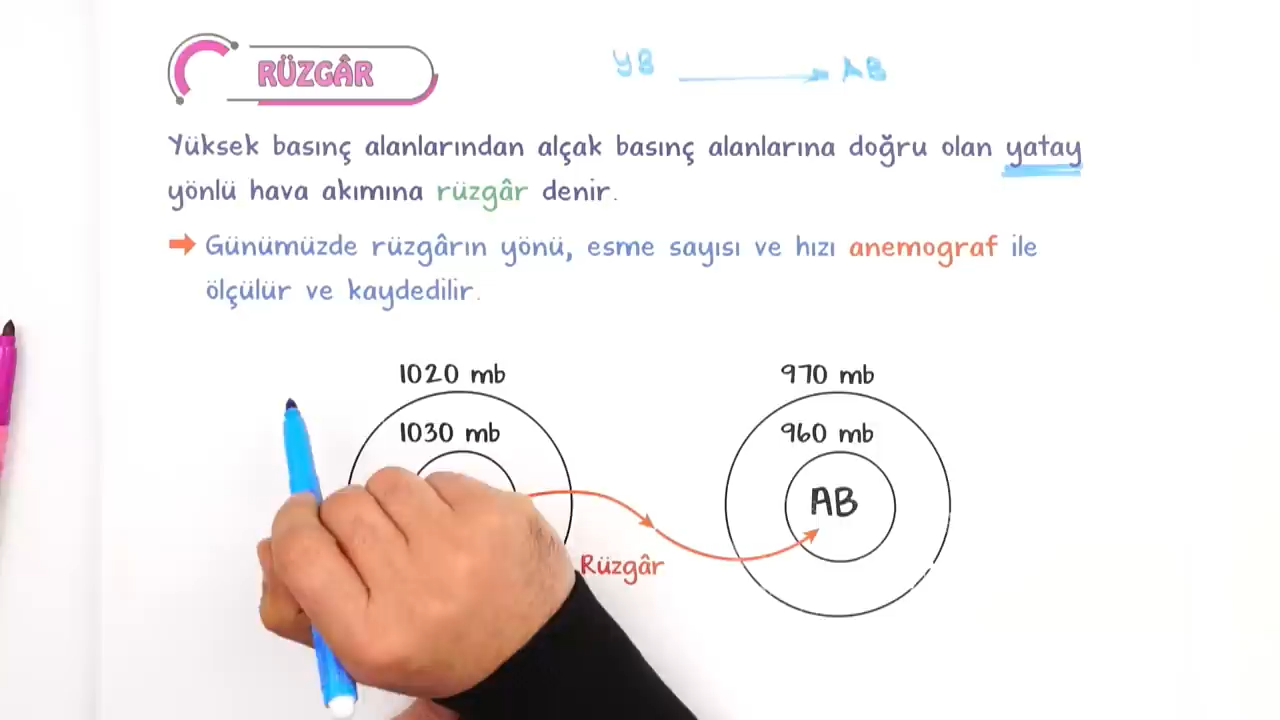 RÜZGÂR
YB → AB
Yüksek basınç alanlarından alçak basınç alanlarına doğru olan yatay
yönlü hava akımına rüzgâr denir.
➡ Günümüzde rüzgârın yönü, esme sayısı ve hızı anemograf ile
ölçülür ve kaydedilir.
1020 mb
970 mb
1030 mb
960 mb
AB
Rüzgâr